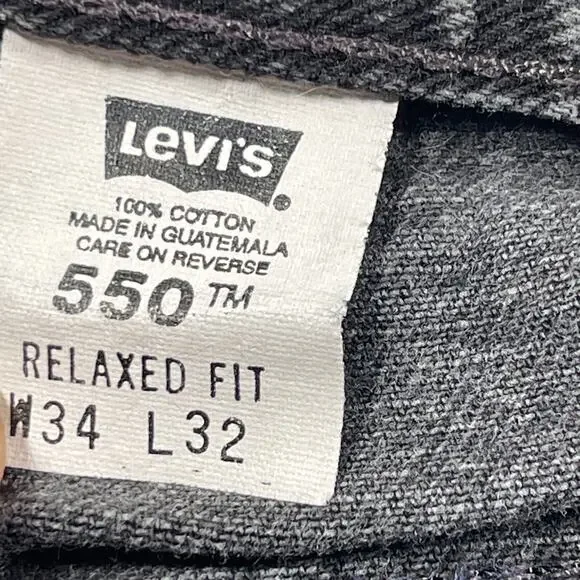 Levi's
®
100% COTTON
MADE IN GUATEMALA
CARE ON REVERSE
550™
RELAXED FIT
W34 L32